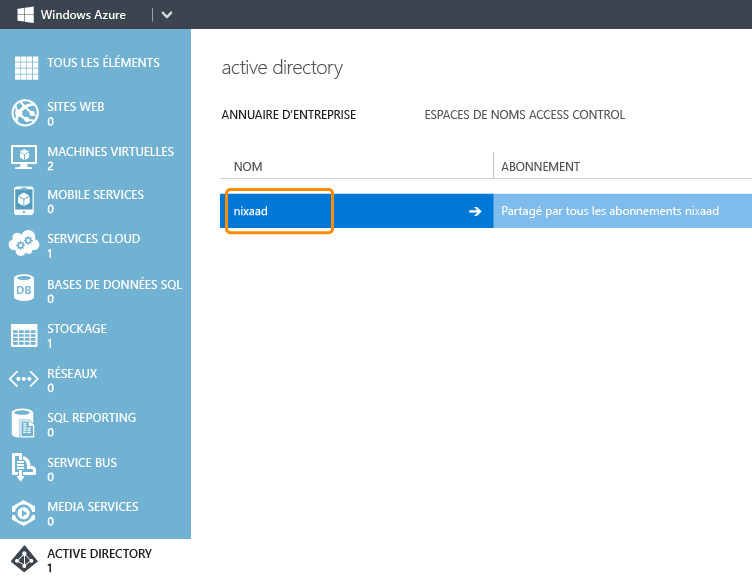 Windows Azure
TOUS LES ÉLÉMENTS
SITES WEB
0
MACHINES VIRTUELLES
2
MOBILE SERVICES
0
SERVICES CLOUD
1
DB
BASES DE DONNÉES SQL
0
STOCKAGE
1
RÉSEAUX
0
SQL REPORTING
0
SERVICE BUS
0
MEDIA SERVICES
0
ACTIVE DIRECTORY
1
active directory
ANNUAIRE D'ENTREPRISE ESPACES DE NOMS ACCESS CONTROL
NOM ABONNEMENT
nixaad Partagé par tous les abonnements nixaad